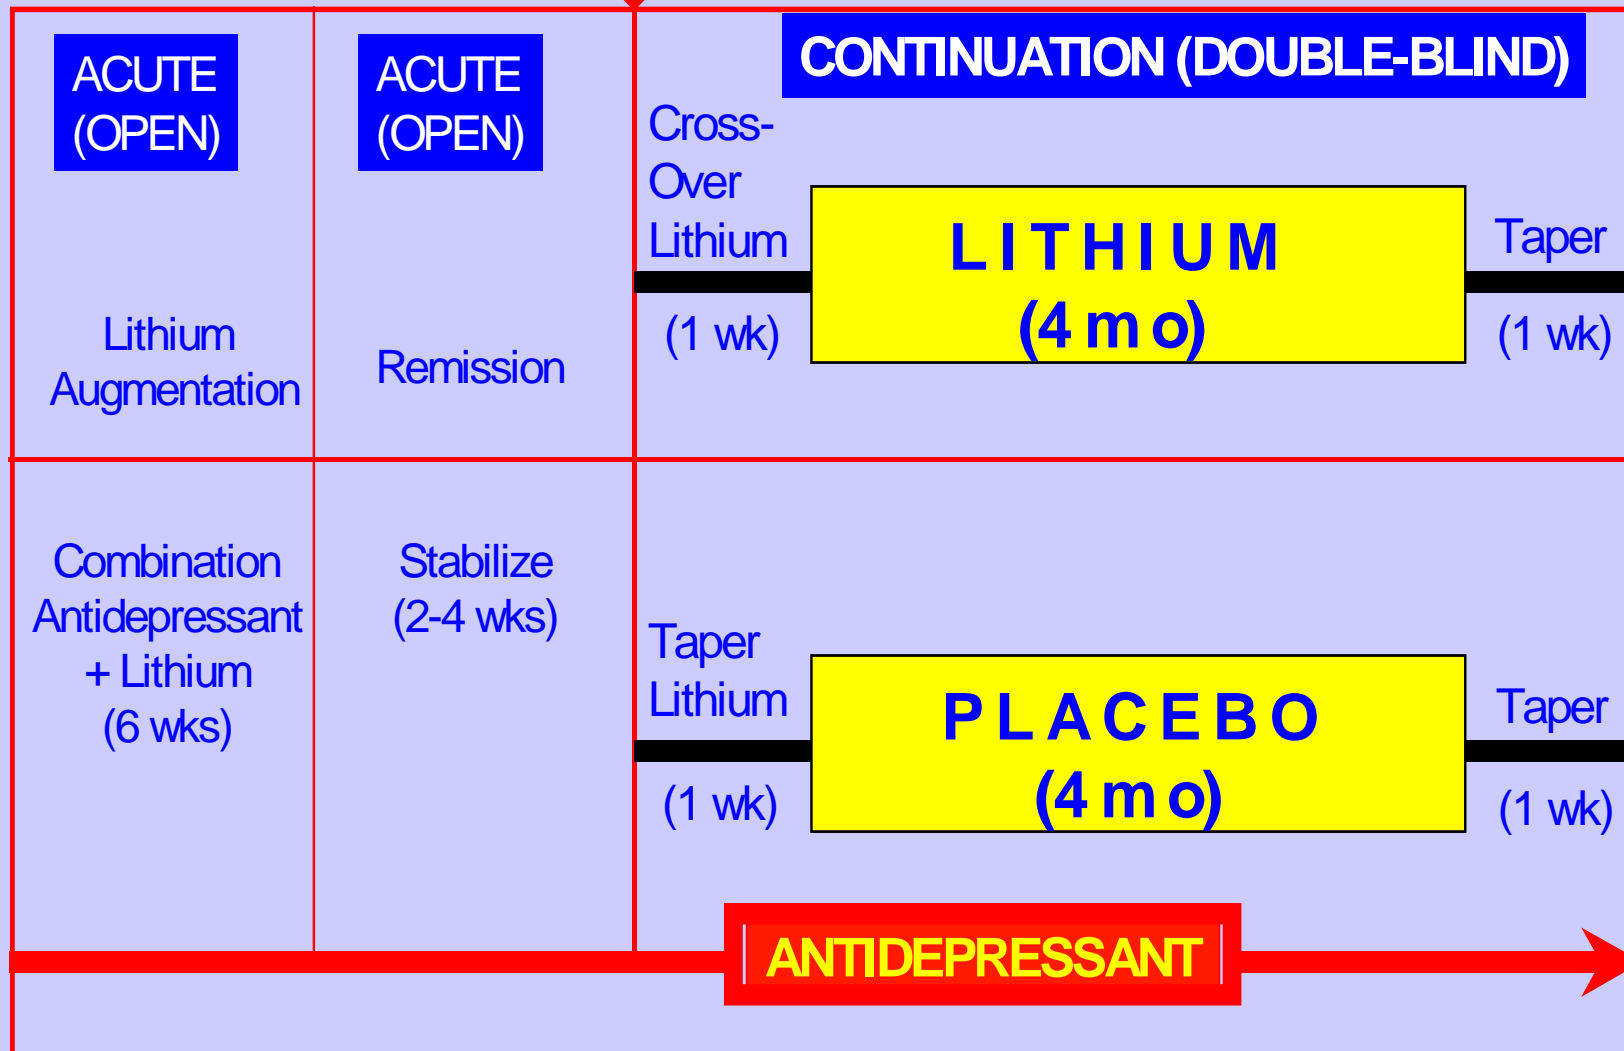 ACUTE
(OPEN)
ACUTE
(OPEN)
CONTINUATION (DOUBLE-BLIND)
Lithium
Augmentation
Remission
Cross-
Over
Lithium
(1 wk)
LITHIUM
(4 mo)
Taper
(1 wk)
Combination
Antidepressant
+ Lithium
(6 wks)
Stabilize
(2-4 wks)
Taper
Lithium
(1 wk)
PLACEBO
(4 mo)
Taper
(1 wk)
ANTIDEPRESSANT